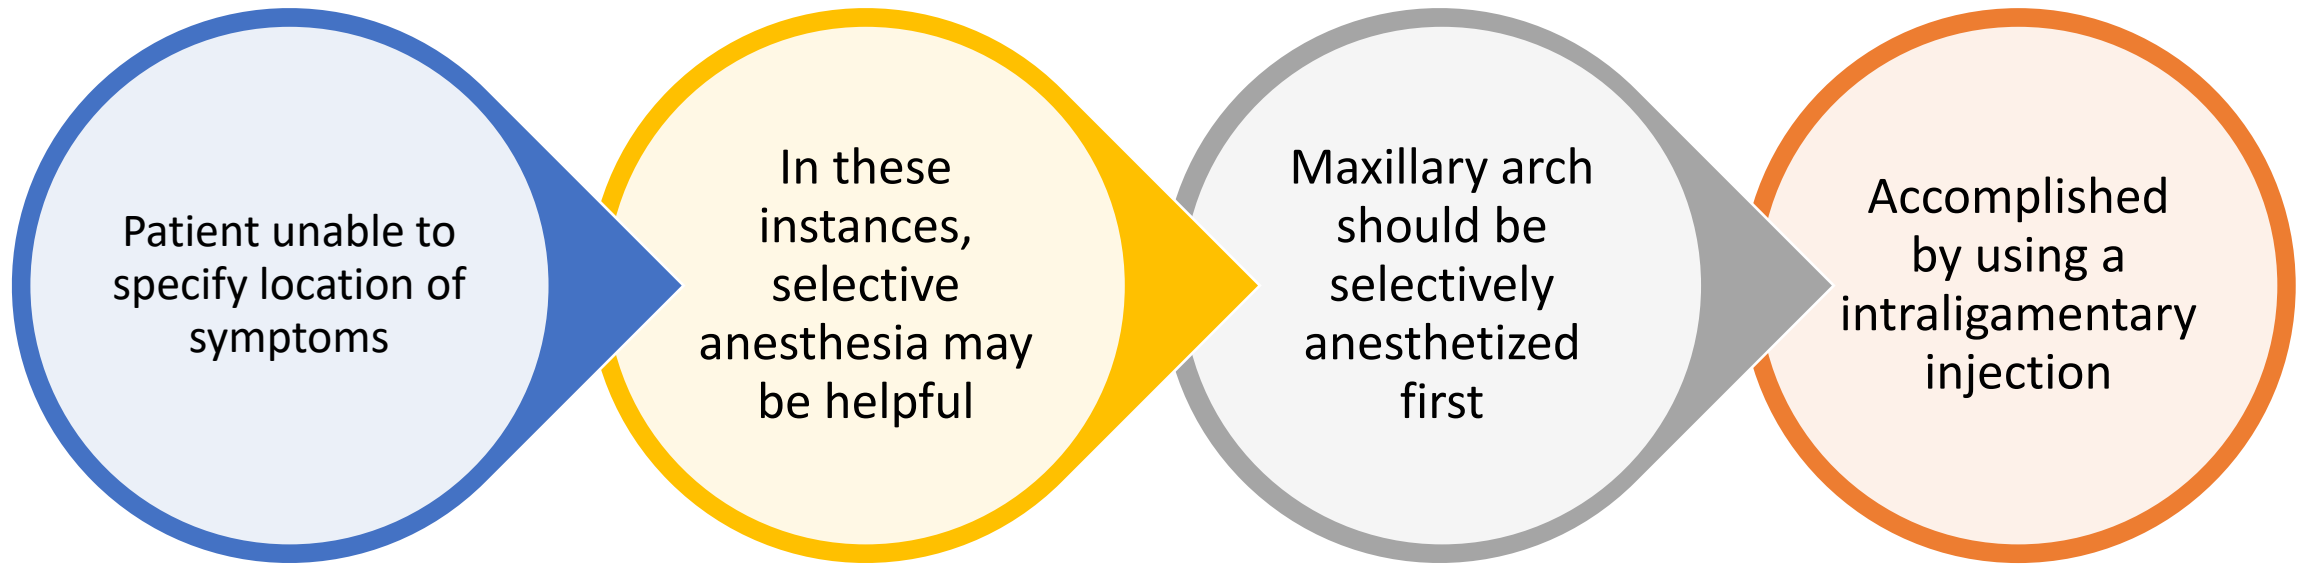 Patient unable to
specify location of
symptoms
In these
instances,
selective
anesthesia may
be helpful
Maxillary arch
should be
selectively
anesthetized
first
Accomplished
by using a
intraligamentary
injection